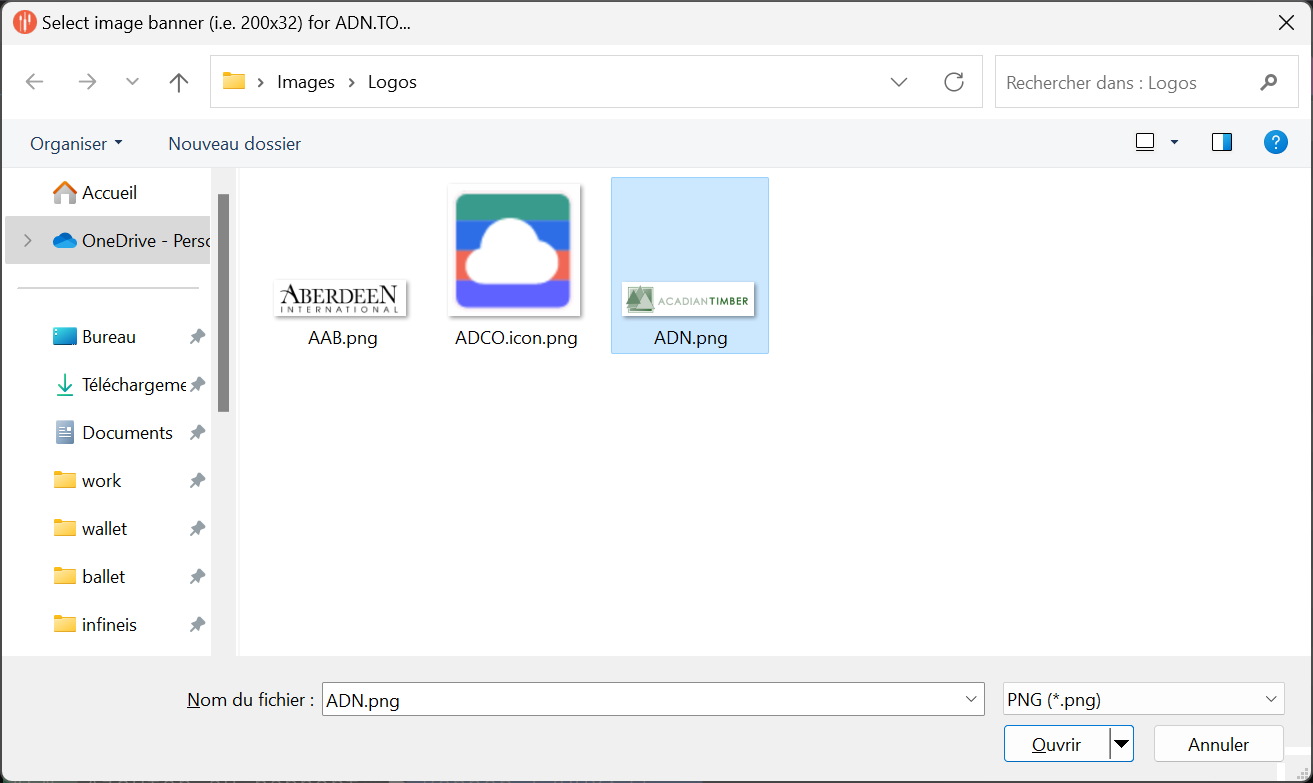 Select image banner (i.e. 200x32) for ADN.TO...
Images > Logos
Rechercher dans : Logos
Organiser
Nouveau dossier
?
Accueil
OneDrive - Perso
Bureau
Téléchargeme
Documents
work
wallet
ballet
infineis
ABERDEEN
INTERNATIONAL
AAB.png
ADCO.icon.png
ACADIANTIMBER
ADN.png
Nom du fichier : ADN.png
PNG (*.png)
Ouvrir
Annuler